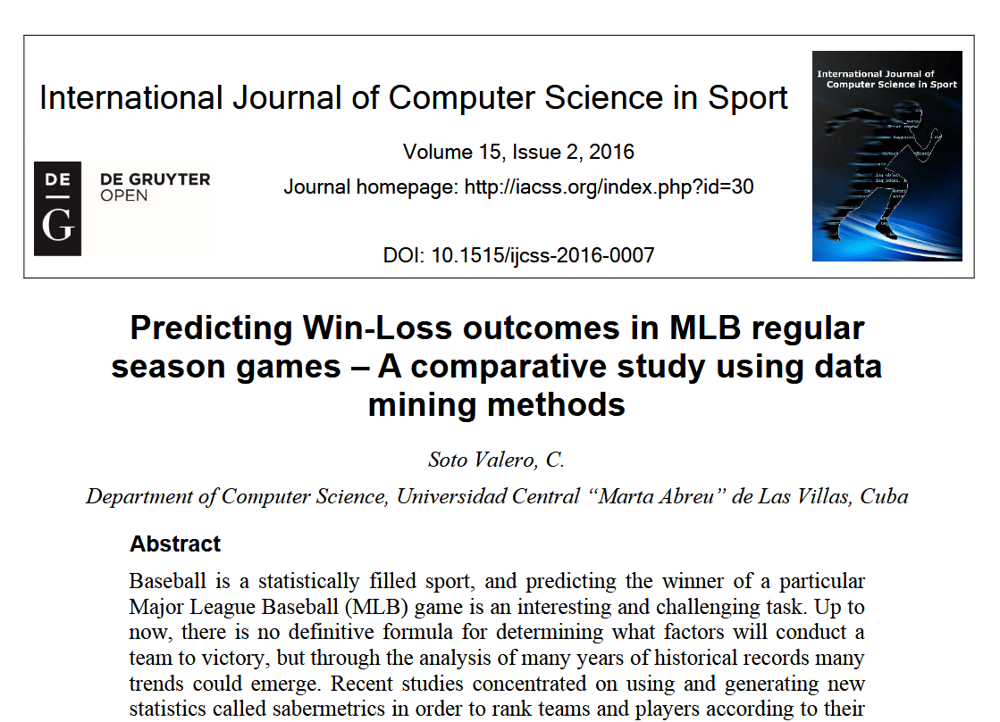 International Journal of Computer Science in Sport
Volume 15, Issue 2, 2016
Journal homepage: http://iacss.org/index.php?id=30
DOI: 10.1515/ijcss-2016-0007
DE
G
DE GRUYTER
OPEN
International Journal of
Computer Science in Sport
Predicting Win-Loss outcomes in MLB regular
season games – A comparative study using data
mining methods
Soto Valero, C.
Department of Computer Science, Universidad Central “Marta Abreu” de Las Villas, Cuba
Abstract
Baseball is a statistically filled sport, and predicting the winner of a particular
Major League Baseball (MLB) game is an interesting and challenging task. Up to
now, there is no definitive formula for determining what factors will conduct a
team to victory, but through the analysis of many years of historical records many
trends could emerge. Recent studies concentrated on using and generating new
statistics called sabermetrics in order to rank teams and players according to their